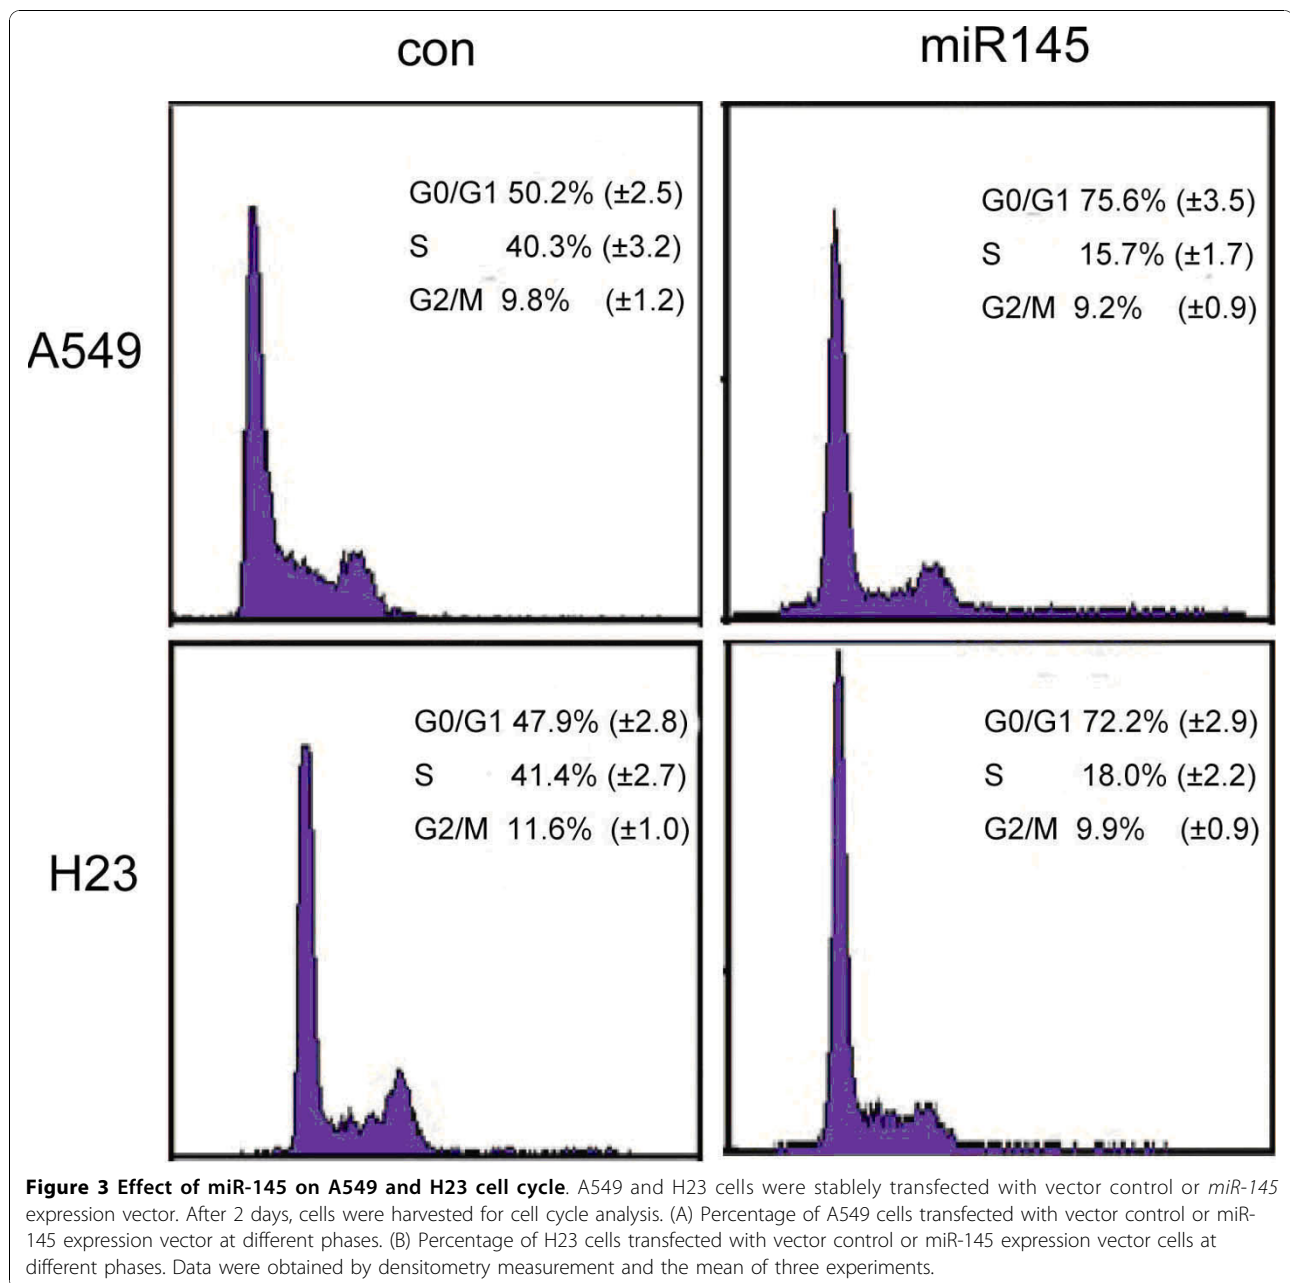 con
miR145
A549
G0/G1 50.2% (±2.5)
S 40.3% (±3.2)
G2/M 9.8% (±1.2)
G0/G1 75.6% (±3.5)
S 15.7% (±1.7)
G2/M 9.2% (±0.9)
H23
G0/G1 47.9% (±2.8)
S 41.4% (±2.7)
G2/M 11.6% (±1.0)
G0/G1 72.2% (±2.9)
S 18.0% (±2.2)
G2/M 9.9% (±0.9)
Figure 3 Effect of miR-145 on A549 and H23 cell cycle. A549 and H23 cells were stablely transfected with vector control or miR-145
expression vector. After 2 days, cells were harvested for cell cycle analysis. (A) Percentage of A549 cells transfected with vector control or miR-
145 expression vector at different phases. (B) Percentage of H23 cells transfected with vector control or miR-145 expression vector cells at
different phases. Data were obtained by densitometry measurement and the mean of three experiments.